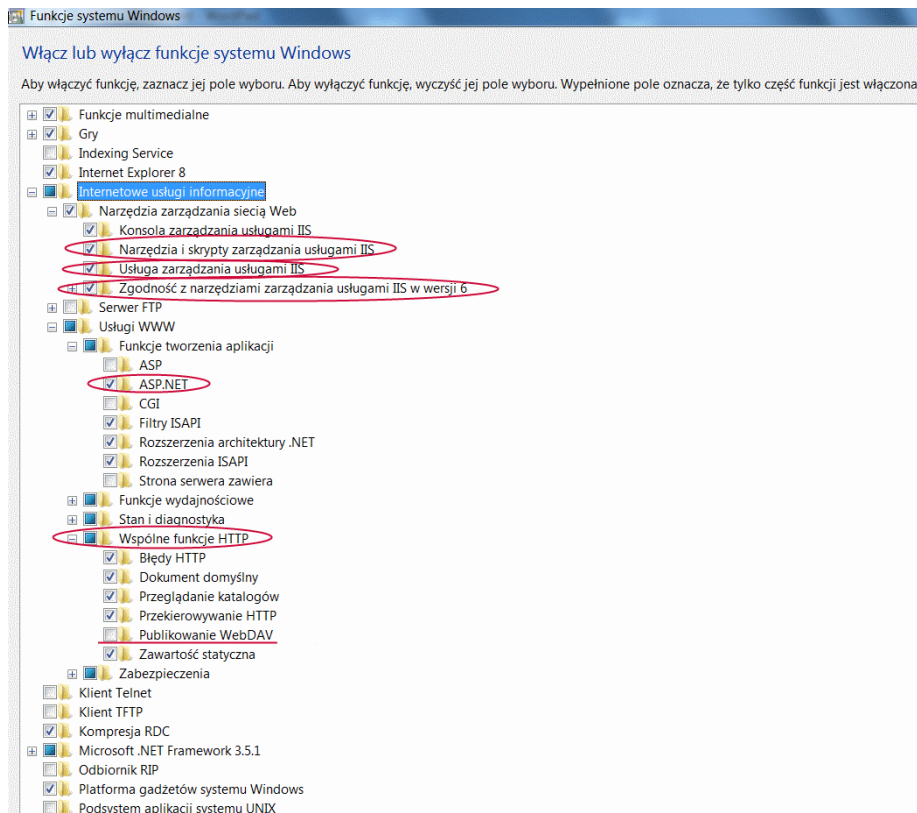 Funkcje systemu Windows
Włącz lub wyłącz funkcje systemu Windows
Aby włączyć funkcję, zaznacz jej pole wyboru. Aby wyłączyć funkcję, wyczyść jej pole wyboru. Wypełnione pole oznacza, że tylko część funkcji jest włączona
Funkcje multimedialne
Gry
Indexing Service
Internet Explorer 8
Internetowe usługi informacyjne
Narzędzia zarządzania siecią Web
Konsola zarządzania usługami IIS
Narzędzia i skrypty zarządzania usługami IIS
Usługa zarządzania usługami IIS
Zgodność z narzędziami zarządzania usługami IIS w wersji 6
Serwer FTP
Usługi WWW
Funkcje tworzenia aplikacji
ASP
ASP.NET
CGI
Filtry ISAPI
Rozszerzenia architektury .NET
Rozszerzenia ISAPI
Strona serwera zawiera
Funkcje wydajnościowe
Stan i diagnostyka
Wspólne funkcje HTTP
Błędy HTTP
Dokument domyślny
Przeglądanie katalogów
Przekierowywanie HTTP
Publikowanie WebDAV
Zawartość statyczna
Zabezpieczenia
Klient Telnet
Klient TFTP
Kompresja RDC
Microsoft .NET Framework 3.5.1
Odbiornik RIP
Platforma gadżetów systemu Windows
Podsystem aplikacji systemu UNIX